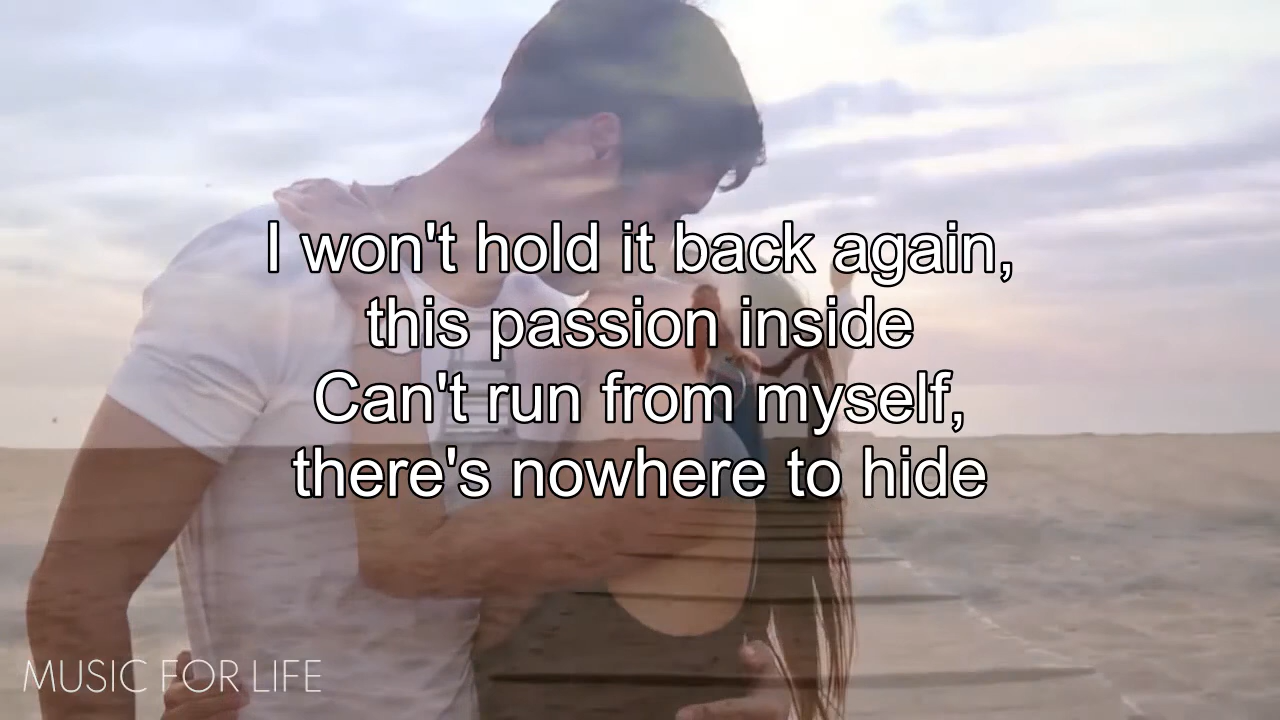 I won't hold it back again,
this passion inside
Can't run from myself,
there's nowhere to hide
MUSIC FOR LIFE